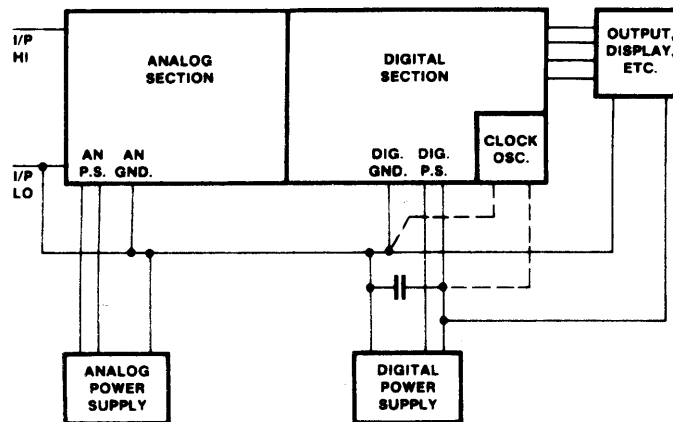 I/P
HI
ANALOG
SECTION
DIGITAL
SECTION
OUTPUT,
DISPLAY,
ETC.
I/P
LO
AN
P.S.
AN
GND.
DIG.
GND.
DIG.
P.S.
CLOCK
OSC.
ANALOG
POWER
SUPPLY
DIGITAL
POWER
SUPPLY